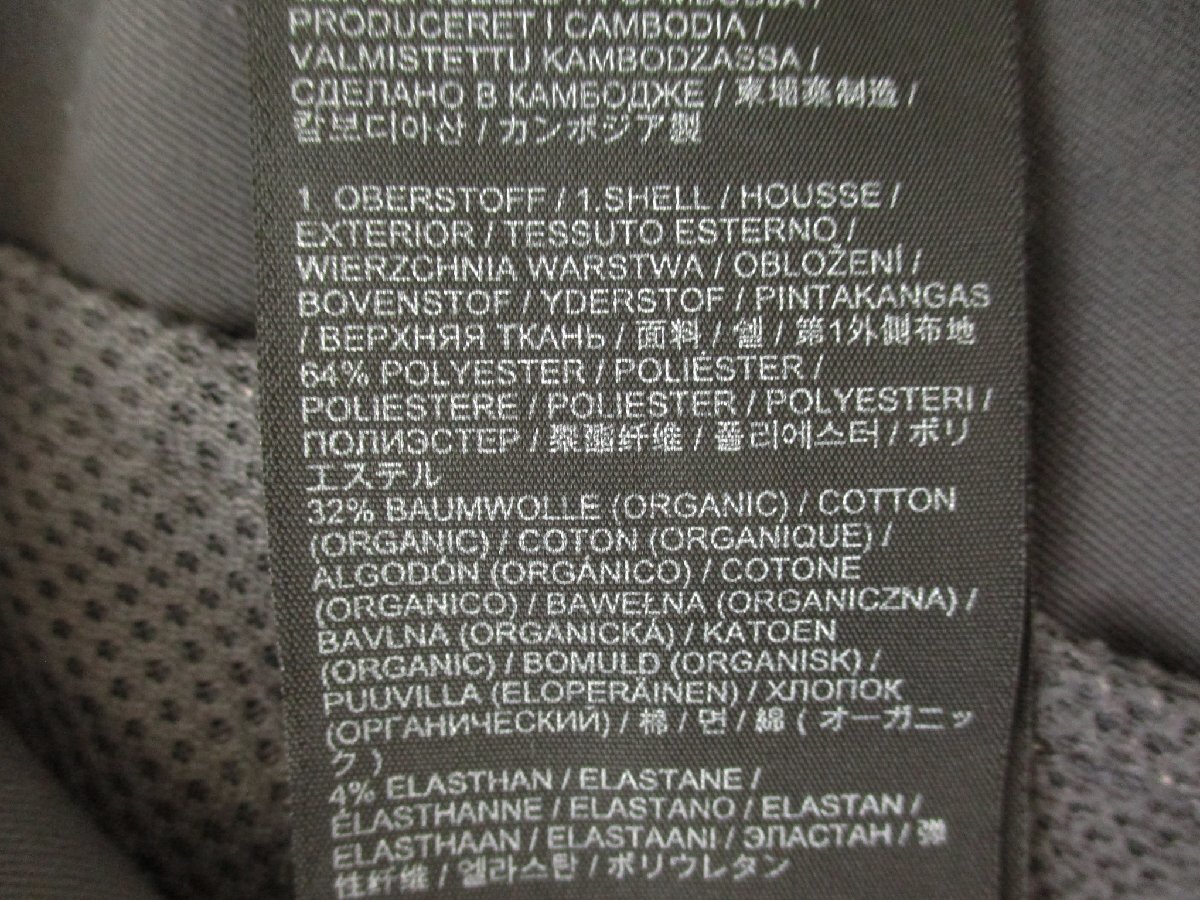 PRODUCERET I CAMBODIA /
VALMISTETTU KAMBODZASSA /
СДЕЛАНО В КАМБОДЖЕ / 柬埔寨制造 /
캄보디아산 / カンボジア製
1. OBERSTOFF / 1.SHELL / HOUSSE /
EXTERIOR / TESSUTO ESTERNO /
WIERZCHNIA WARSTWA / OBLOŽENÍ /
BOVENSTOF / YDERSTOF / PINTAKANGAS
/ ВЕРХНЯЯ ТКАНЬ / 面料 / 쉘 / 第1外側布地
64% POLYESTER / POLIÉSTER /
POLIESTERE / POLIESTER / POLYESTERI /
ПОЛИЭСТЕР / 聚酯纤维 / 폴리에스터 / ポリ
エステル
32% BAUMWOLLE (ORGANIC) / COTTON
(ORGANIC) / COTON (ORGANIQUE) /
ALGODÓN (ORGÁNICO) / COTONE
(ORGANICO) / BAWEŁNA (ORGANICZNA) /
BAVLNA (ORGANICKÁ) / KATOEN
(ORGANIC) / BOMULD (ORGANISK) /
PUUVILLA (ELOPERÄINEN) / ХЛОПОК
(ОРГАНИЧЕСКИЙ) / 棉 / 면 / 綿 ( オーガニッ
ク )
4% ELASTHAN / ELASTANE /
ÉLASTHANNE / ELASTANO / ELASTAN /
ELASTHAAN / ELASTAANI / ЭЛАСТАН / 弹
性纤维 / 엘라스탄 / ポリウレタン